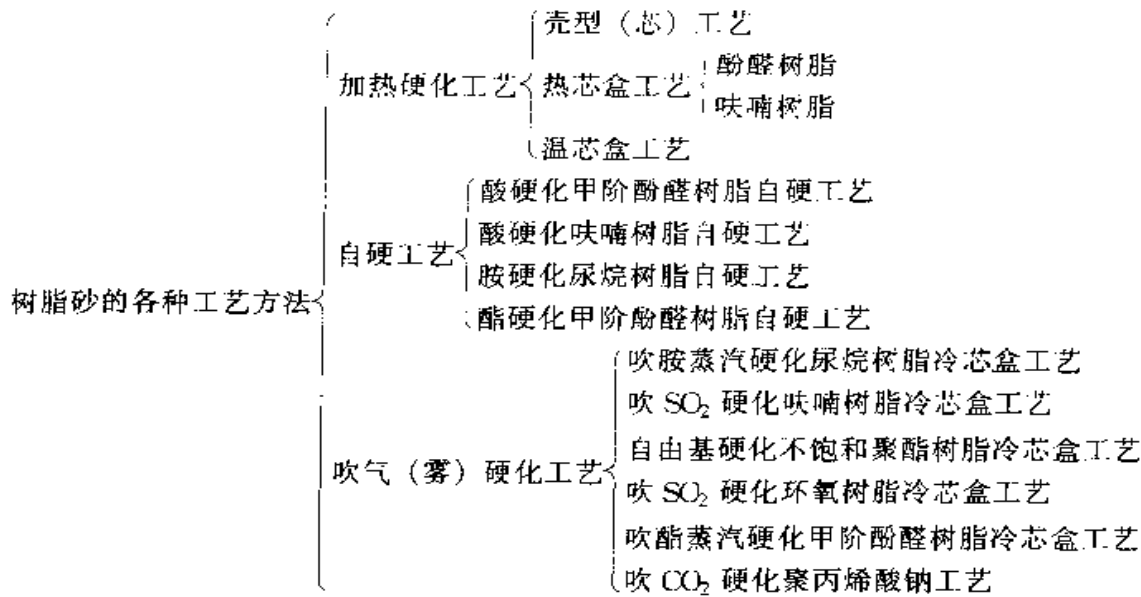 壳型（芯）工艺
加热硬化工艺
热芯盒工艺
酚醛树脂
呋喃树脂
温芯盒工艺
酸硬化甲阶酚醛树脂自硬工艺
酸硬化呋喃树脂自硬工艺
自硬工艺
胺硬化尿烷树脂自硬工艺
树脂砂的各种工艺方法
酯硬化甲阶酚醛树脂自硬工艺
吹胺蒸汽硬化尿烷树脂冷芯盒工艺
吹 SO₂ 硬化呋喃树脂冷芯盒工艺
自由基硬化不饱和聚酯树脂冷芯盒工艺
吹气（雾）硬化工艺
吹 SO₂ 硬化环氧树脂冷芯盒工艺
吹酯蒸汽硬化甲阶酚醛树脂冷芯盒工艺
吹 CO₂ 硬化聚丙烯酸钠工艺